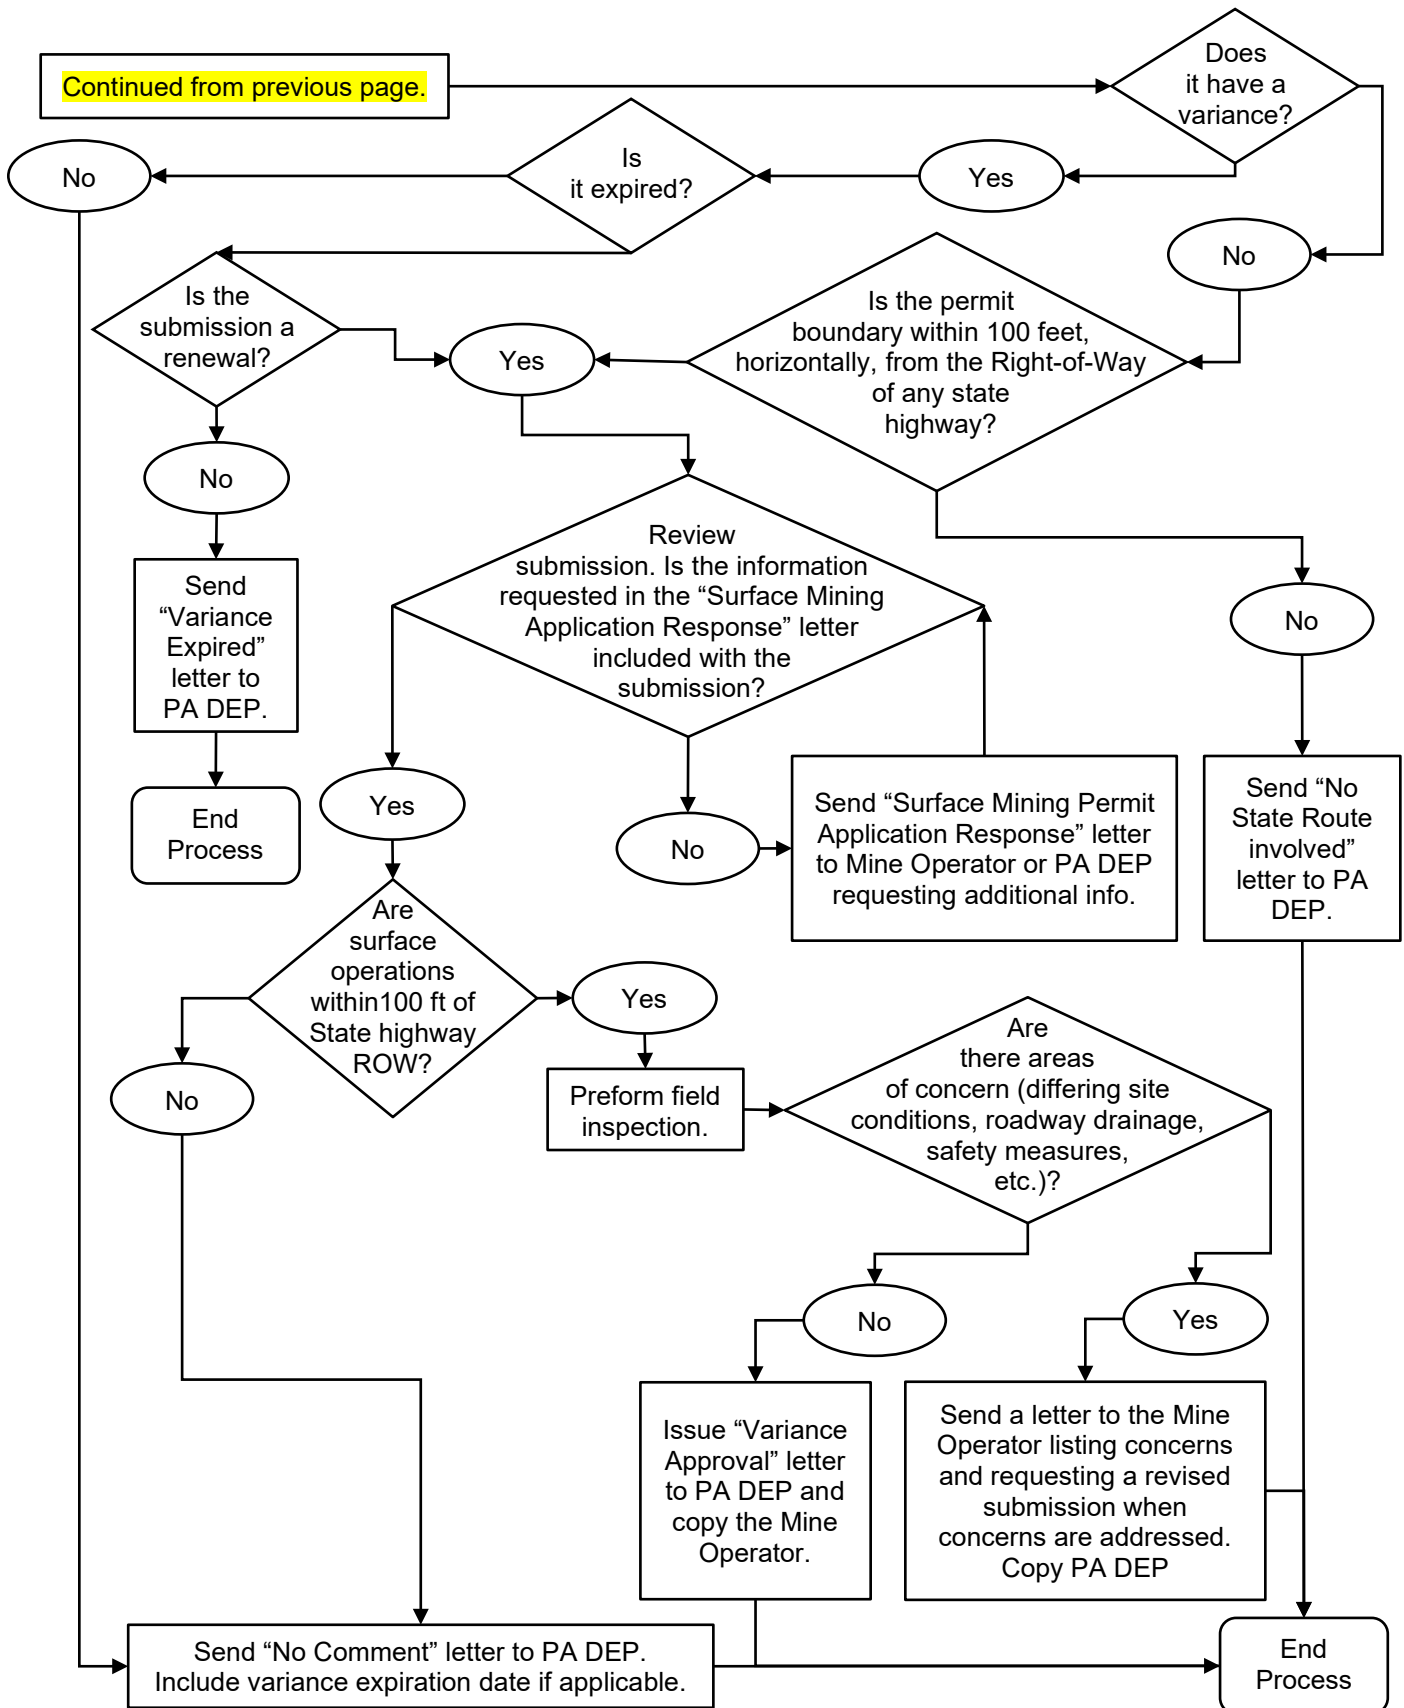 Continued from previous page.
Does
it have a
variance?
No
Is
it expired?
Yes
No
Is the
submission a
renewal?
Yes
Is the permit
boundary within 100 feet,
horizontally, from the Right-of-Way
of any state
highway?
No
Review
submission. Is the information
requested in the “Surface Mining
Application Response” letter
included with the
submission?
No
Send
“Variance
Expired”
letter to
PA DEP.
End
Process
Yes
No
Send “Surface Mining Permit
Application Response” letter
to Mine Operator or PA DEP
requesting additional info.
Send “No
State Route
involved”
letter to PA
DEP.
Are
surface
operations
within100 ft of
State highway
ROW?
Yes
No
Preform field
inspection.
Are
there areas
of concern (differing site
conditions, roadway drainage,
safety measures,
etc.)?
No
Yes
Issue “Variance
Approval” letter
to PA DEP and
copy the Mine
Operator.
Send a letter to the Mine
Operator listing concerns
and requesting a revised
submission when
concerns are addressed.
Copy PA DEP
Send “No Comment” letter to PA DEP.
Include variance expiration date if applicable.
End
Process